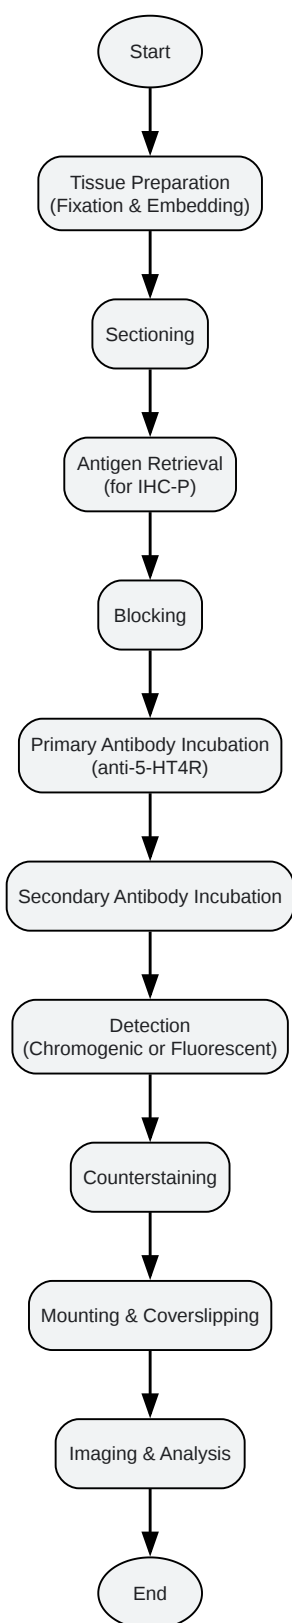 Start
Tissue Preparation
(Fixation & Embedding)
Sectioning
Antigen Retrieval
(for IHC-P)
Blocking
Primary Antibody Incubation
(anti-5-HT4R)
Secondary Antibody Incubation
Detection
(Chromogenic or Fluorescent)
Counterstaining
Mounting & Coverslipping
Imaging & Analysis
End